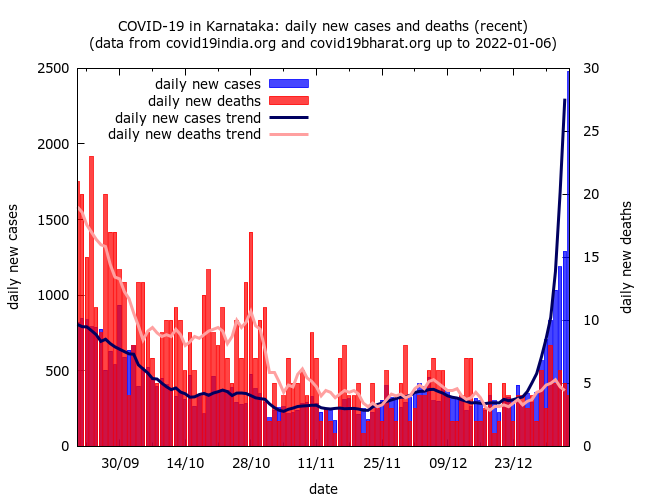 COVID-19 in Karnataka: daily new cases and deaths (recent)
(data from covid19india.org and covid19bharat.org up to 2022-01-06)
2500
2000
1500
1000
500
0
30
25
20
15
10
5
0
daily new cases
daily new deaths
daily new cases trend
daily new deaths trend
daily new cases
daily new deaths
30/09 14/10 28/10 11/11 25/11 09/12 23/12
date